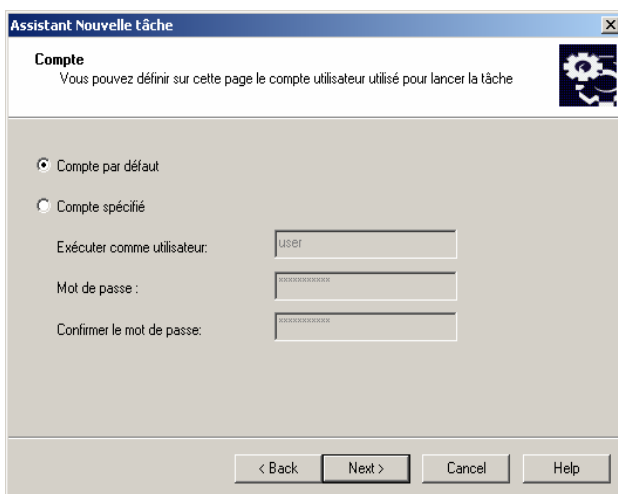 Assistant Nouvelle tâche
Compte
Vous pouvez définir sur cette page le compte utilisateur utilisé pour lancer la tâche
Compte par défaut
Compte spécifié
Exécuter comme utilisateur: user
Mot de passe : ***********
Confirmer le mot de passe: ***********
< Back Next > Cancel Help